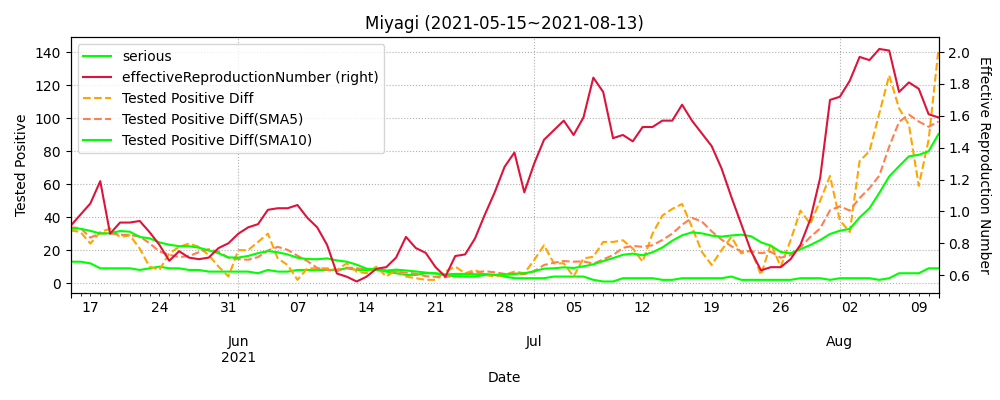 Miyagi (2021-05-15~2021-08-13)
serious
effectiveReproductionNumber (right)
Tested Positive Diff
Tested Positive Diff(SMA5)
Tested Positive Diff(SMA10)
Tested Positive
140
120
100
80
60
40
20
0
2.0
1.8
1.6
1.4
1.2
1.0
0.8
0.6
Effective Reproduction Number
17 24 31 07 14 21 28 05 12 19 26 02 09
Jun Jul Aug
2021
Date